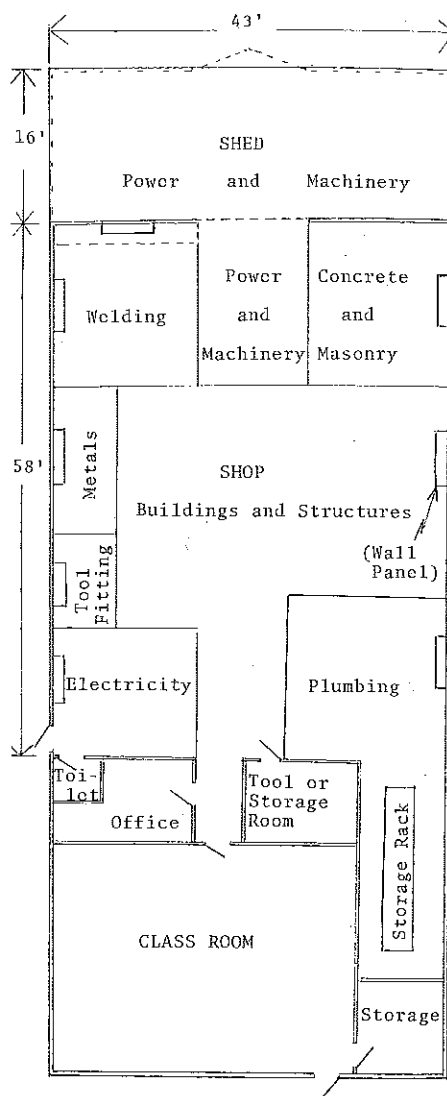 43'
16'
SHED
Power and Machinery
Welding
Power
and
Machinery
Concrete
and
Masonry
58'
Metals
SHOP
Buildings and Structures
(Wall
Panel)
Tool
Fitting
Electricity
Plumbing
Toi-
let
Office
Tool or
Storage
Room
Storage Rack
CLASS ROOM
Storage